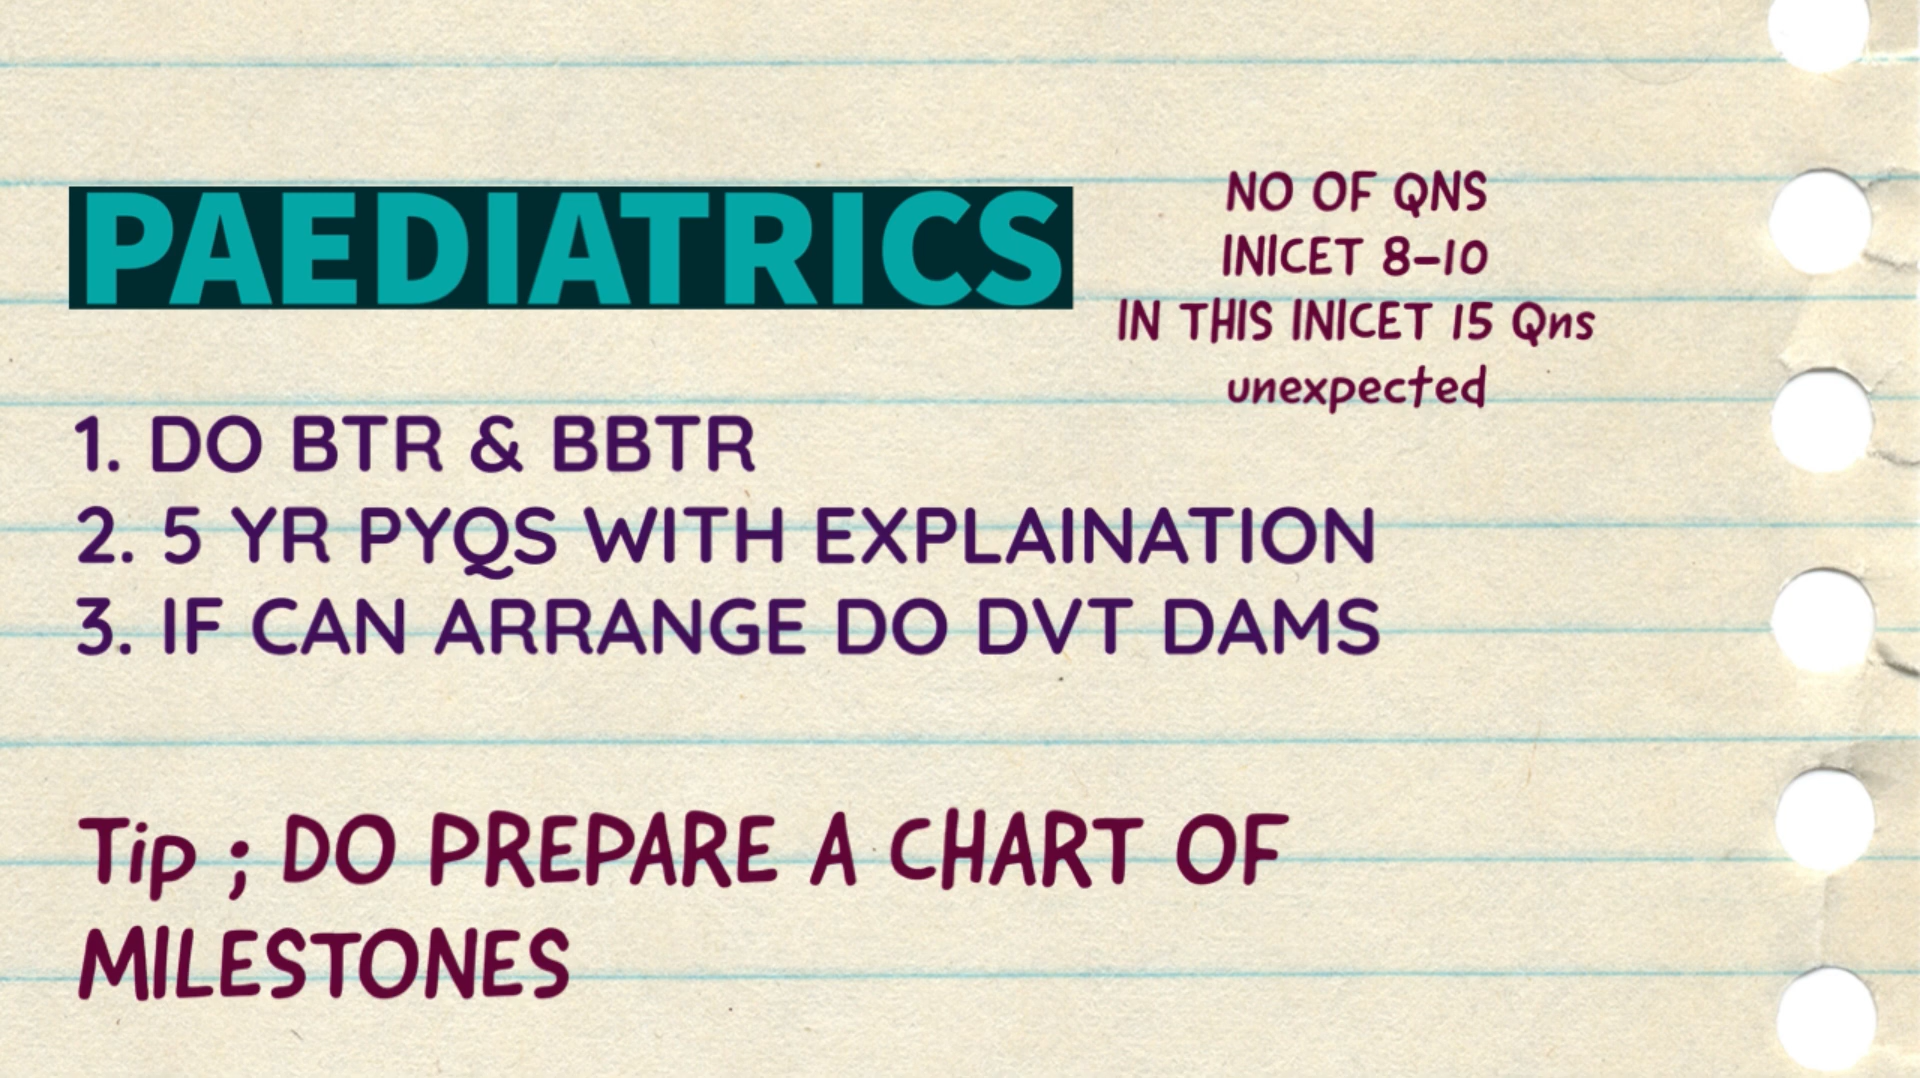 PAEDIATRICS
NO OF QNS
INICET 8-10
IN THIS INICET 15 Qns
unexpected
1. DO BTR & BBTR
2. 5 YR PYQS WITH EXPLAINATION
3. IF CAN ARRANGE DO DVT DAMS
Tip ; DO PREPARE A CHART OF
MILESTONES